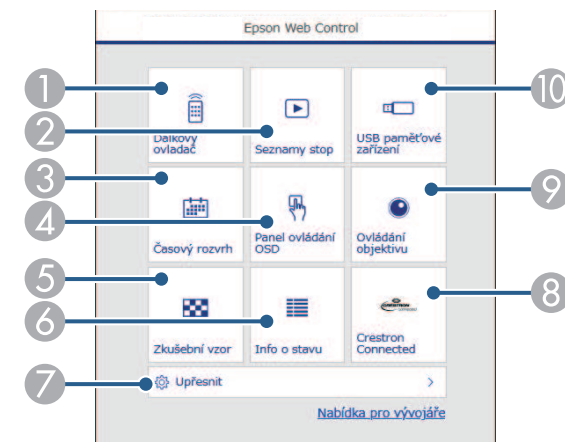 Epson Web Control
1
Dálkový
ovladač
2
Seznamy stop
10
USB paměťové
zařízení
3
Časový rozvrh
4
Panel ovládání
OSD
9
Ovládání
objektivu
5
Zkušební vzor
6
Info o stavu
8
CRESTRON
Crestron
Connected
7
Upřesnit
Nabídka pro vývojáře